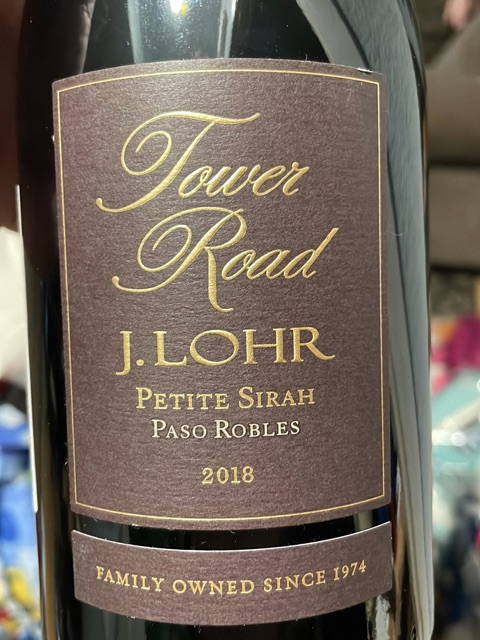 Tower
Road
J. LOHR
PETITE SIRAH
PASO ROBLES
2018
FAMILY OWNED SINCE 1974